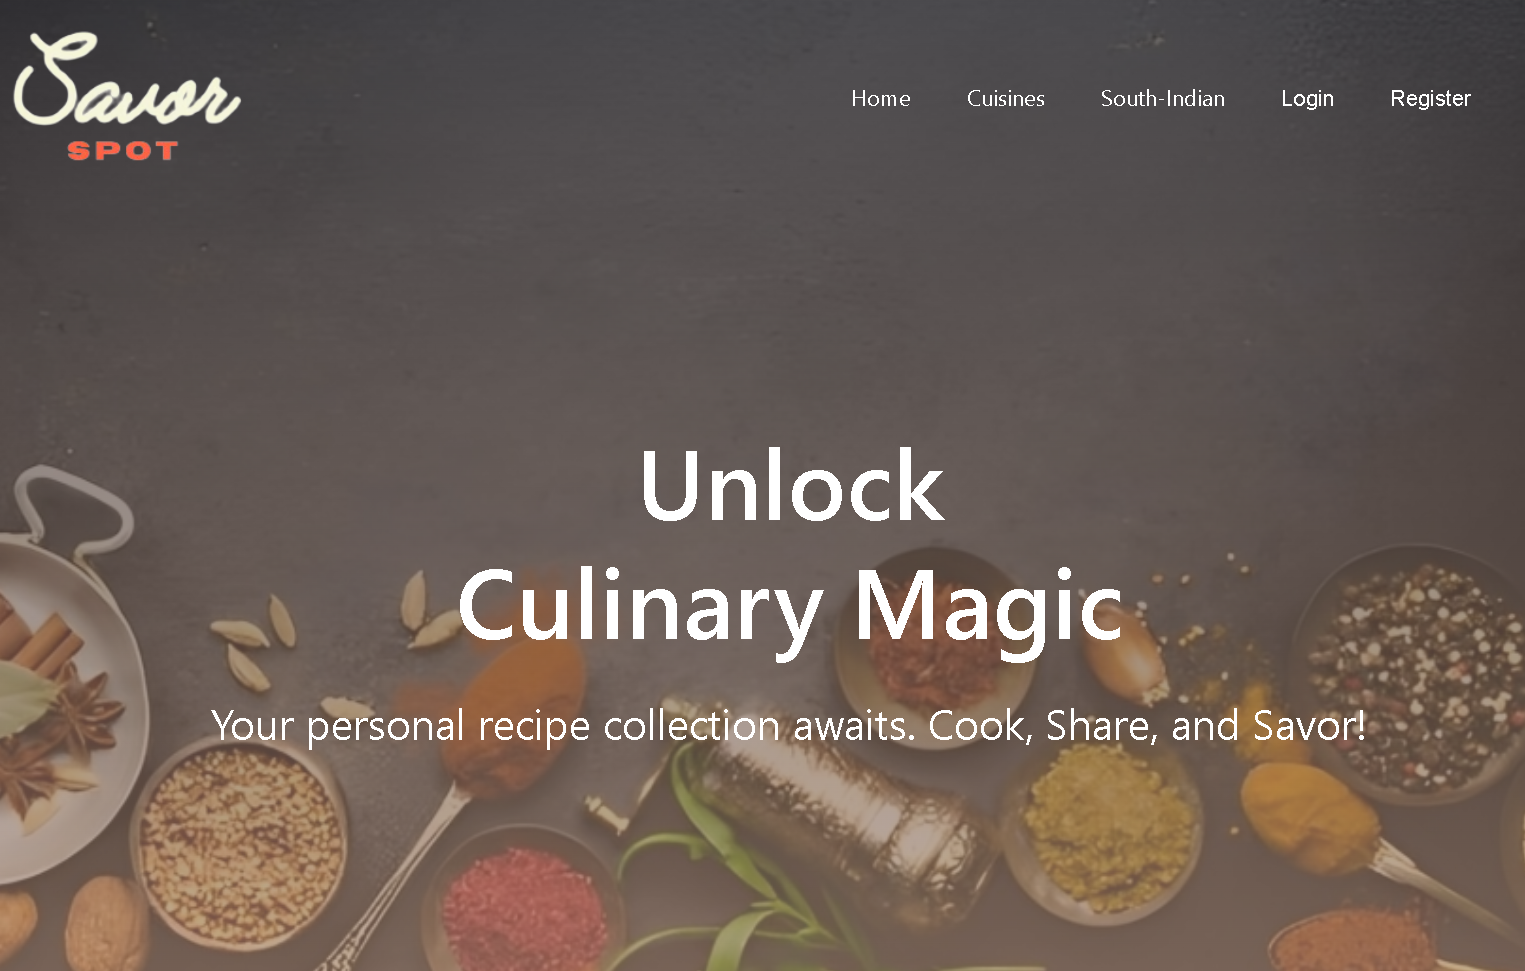 Savor
SPOT
Home Cuisines South-Indian Login Register
Unlock
Culinary Magic
Your personal recipe collection awaits. Cook, Share, and Savor!